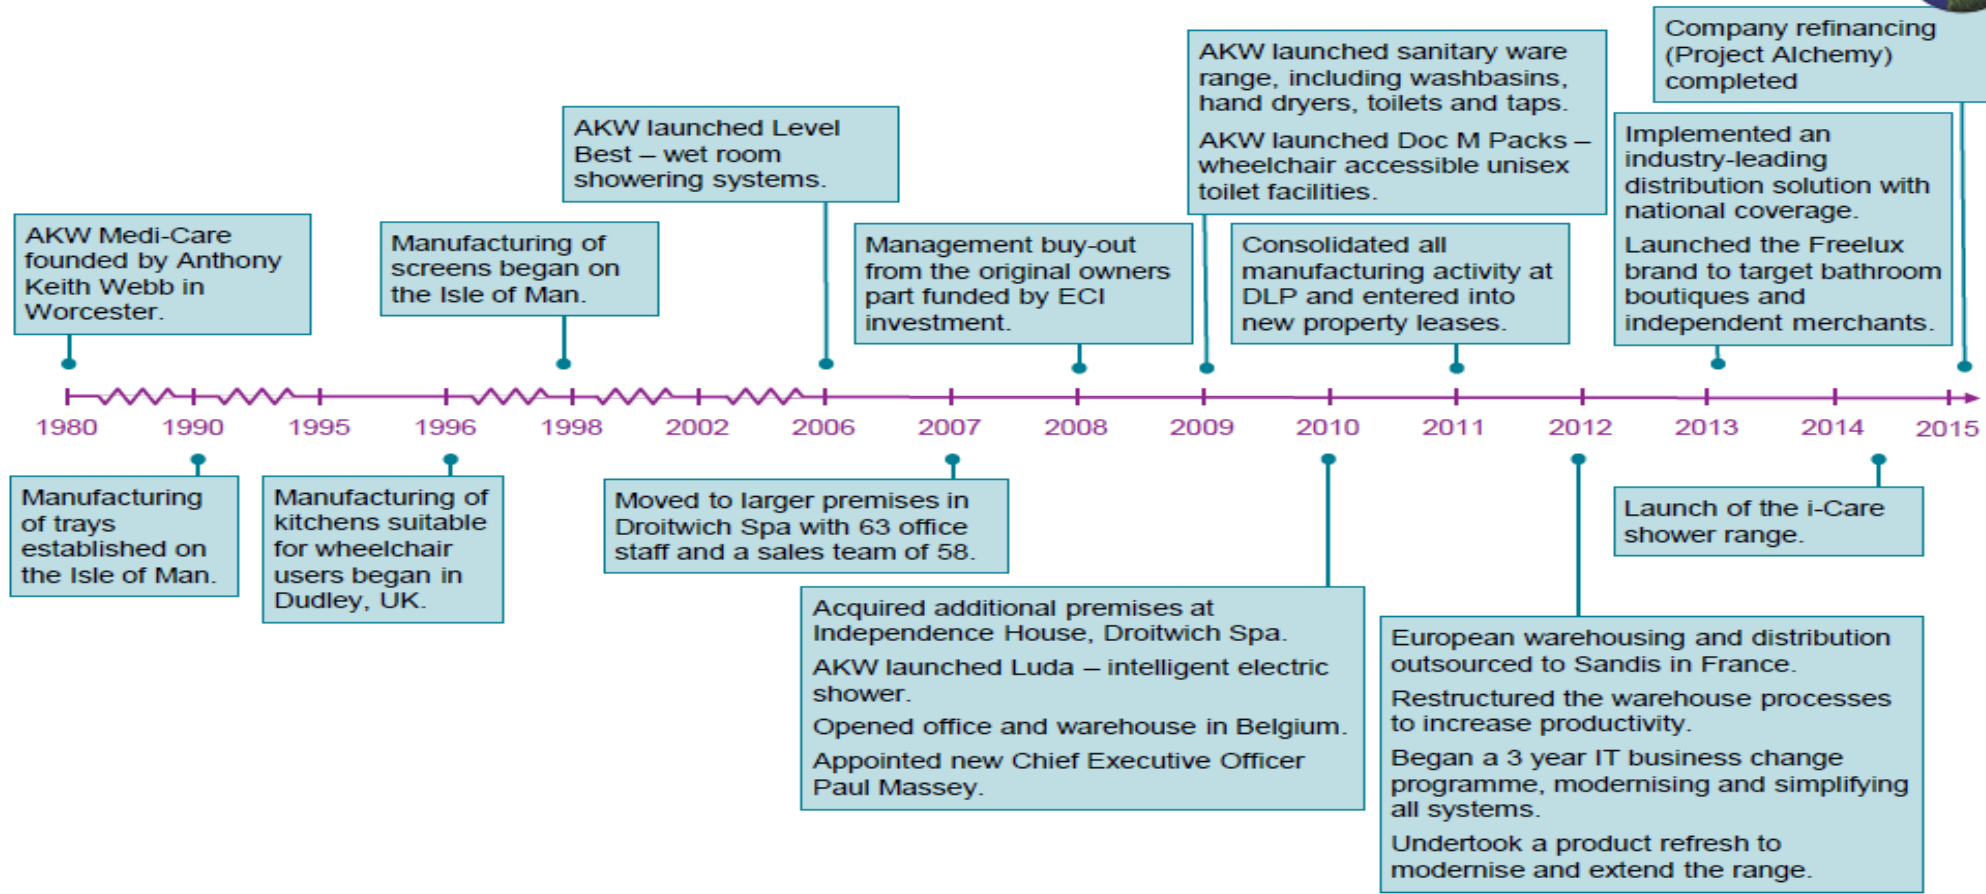 Company refinancing
(Project Alchemy)
completed
AKW launched sanitary ware
range, including washbasins,
hand dryers, toilets and taps.
AKW launched Doc M Packs –
wheelchair accessible unisex
toilet facilities.
AKW launched Level
Best – wet room
showering systems.
Implemented an
industry-leading
distribution solution with
national coverage.
Launched the Freelux
brand to target bathroom
boutiques and
independent merchants.
AKW Medi-Care
founded by Anthony
Keith Webb in
Worcester.
Manufacturing of
screens began on
the Isle of Man.
Management buy-out
from the original owners
part funded by ECI
investment.
Consolidated all
manufacturing activity at
DLP and entered into
new property leases.
1980 1990 1995 1996 1998 2002 2006 2007 2008 2009 2010 2011 2012 2013 2014 2015
Manufacturing
of trays
established on
the Isle of Man.
Manufacturing of
kitchens suitable
for wheelchair
users began in
Dudley, UK.
Moved to larger premises in
Droitwich Spa with 63 office
staff and a sales team of 58.
Launch of the i-Care
shower range.
Acquired additional premises at
Independence House, Droitwich Spa.
AKW launched Luda – intelligent electric
shower.
Opened office and warehouse in Belgium.
Appointed new Chief Executive Officer
Paul Massey.
European warehousing and distribution
outsourced to Sandis in France.
Restructured the warehouse processes
to increase productivity.
Began a 3 year IT business change
programme, modernising and simplifying
all systems.
Undertook a product refresh to
modernise and extend the range.